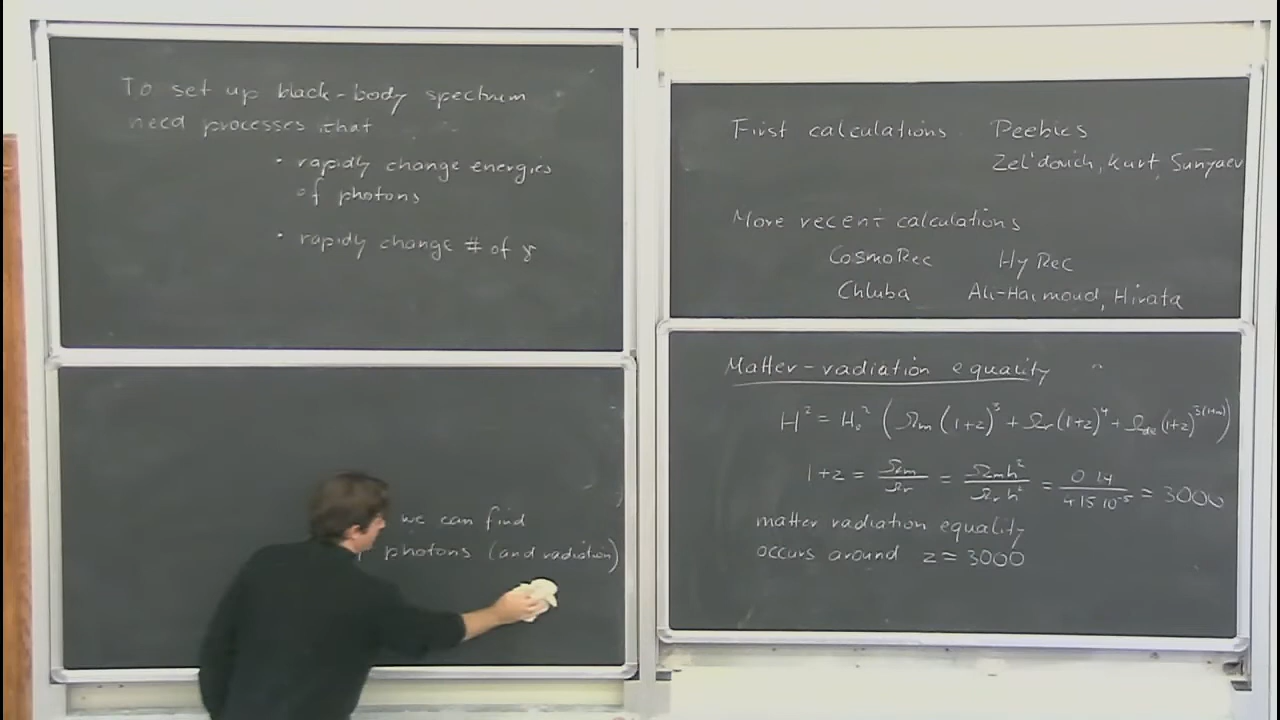 To set up black-body spectrum
need processes that
• rapidly change energies
of photons
• rapidly change # of γ
we can find
photons (and radiation)
First calculations Peebles
Zel'dovich, Kurt, Sunyaev
More recent calculations
CosmoRec HyRec
Chluba Ali-Haimoud, Hirata
Matter-radiation equality
H² = H₀² (Ωm (1+z)³ + Ωr (1+z)⁴ + Ωde (1+z)^3(1+w))
1+z = Ωm/Ωr = Ωmh²/Ωrh² = 0.14/4.15 10⁻⁵ = 3000
matter radiation equality
occurs around z ≈ 3000